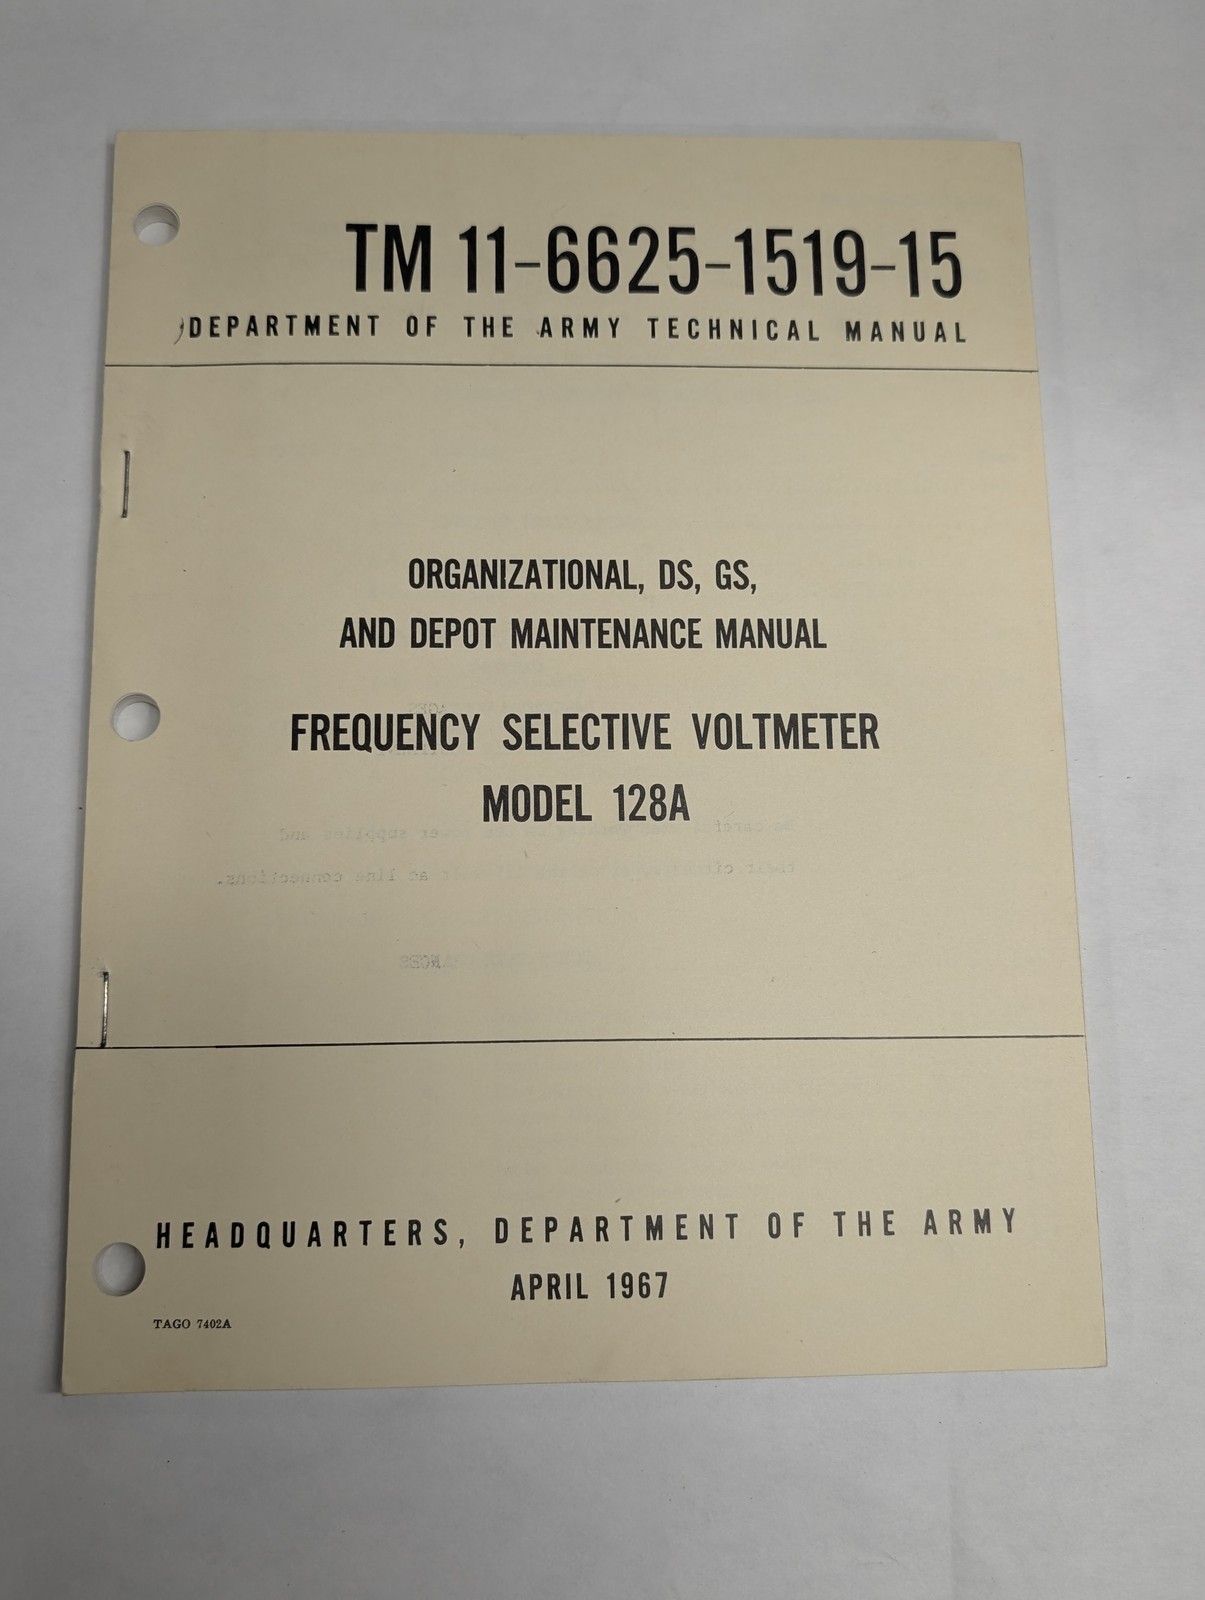 TM 11-6625-1519-15
DEPARTMENT OF THE ARMY TECHNICAL MANUAL
ORGANIZATIONAL, DS, GS,
AND DEPOT MAINTENANCE MANUAL
FREQUENCY SELECTIVE VOLTMETER
MODEL 128A
HEADQUARTERS, DEPARTMENT OF THE ARMY
APRIL 1967
TAGO 7402A